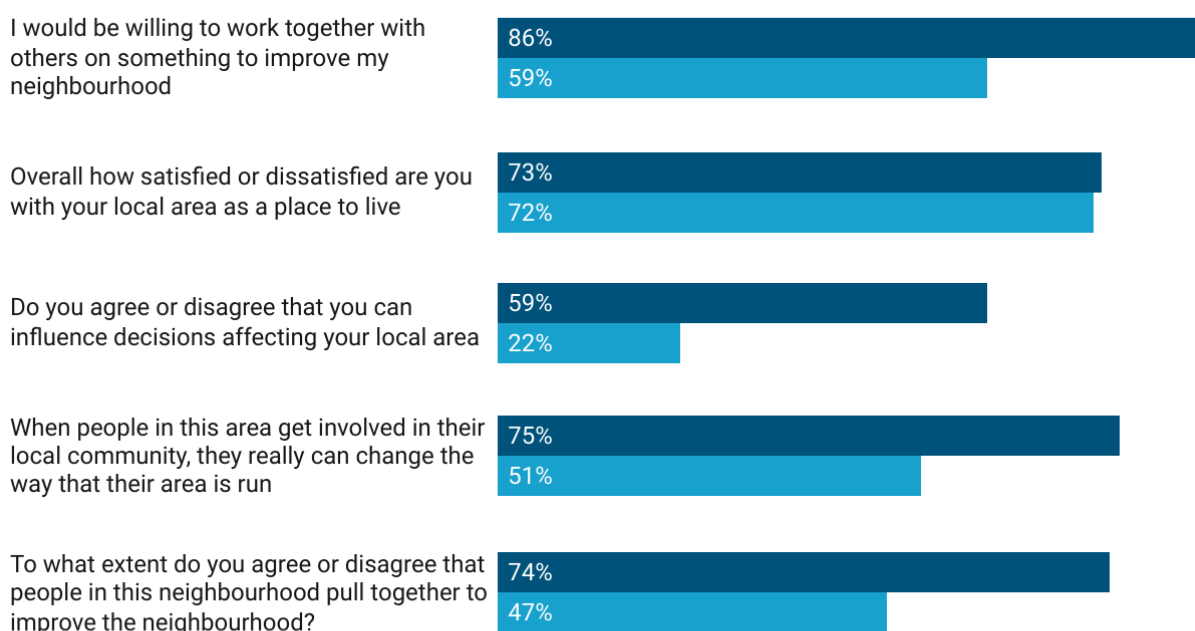 I would be willing to work together with
others on something to improve my
neighbourhood
86%
59%
Overall how satisfied or dissatisfied are you
with your local area as a place to live
73%
72%
Do you agree or disagree that you can
influence decisions affecting your local area
59%
22%
When people in this area get involved in their
local community, they really can change the
way that their area is run
75%
51%
To what extent do you agree or disagree that
people in this neighbourhood pull together to
improve the neighbourhood?
74%
47%